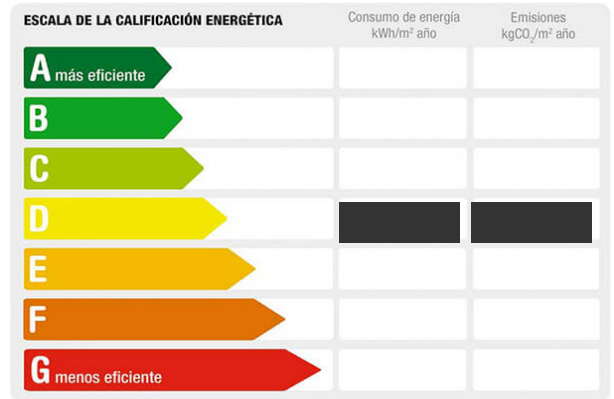 ESCALA DE LA CALIFICACIÓN ENERGÉTICA
Consumo de energía
kWh/m² año
Emisiones
kgCO₂/m² año
A más eficiente
B
C
D
E
F
G menos eficiente